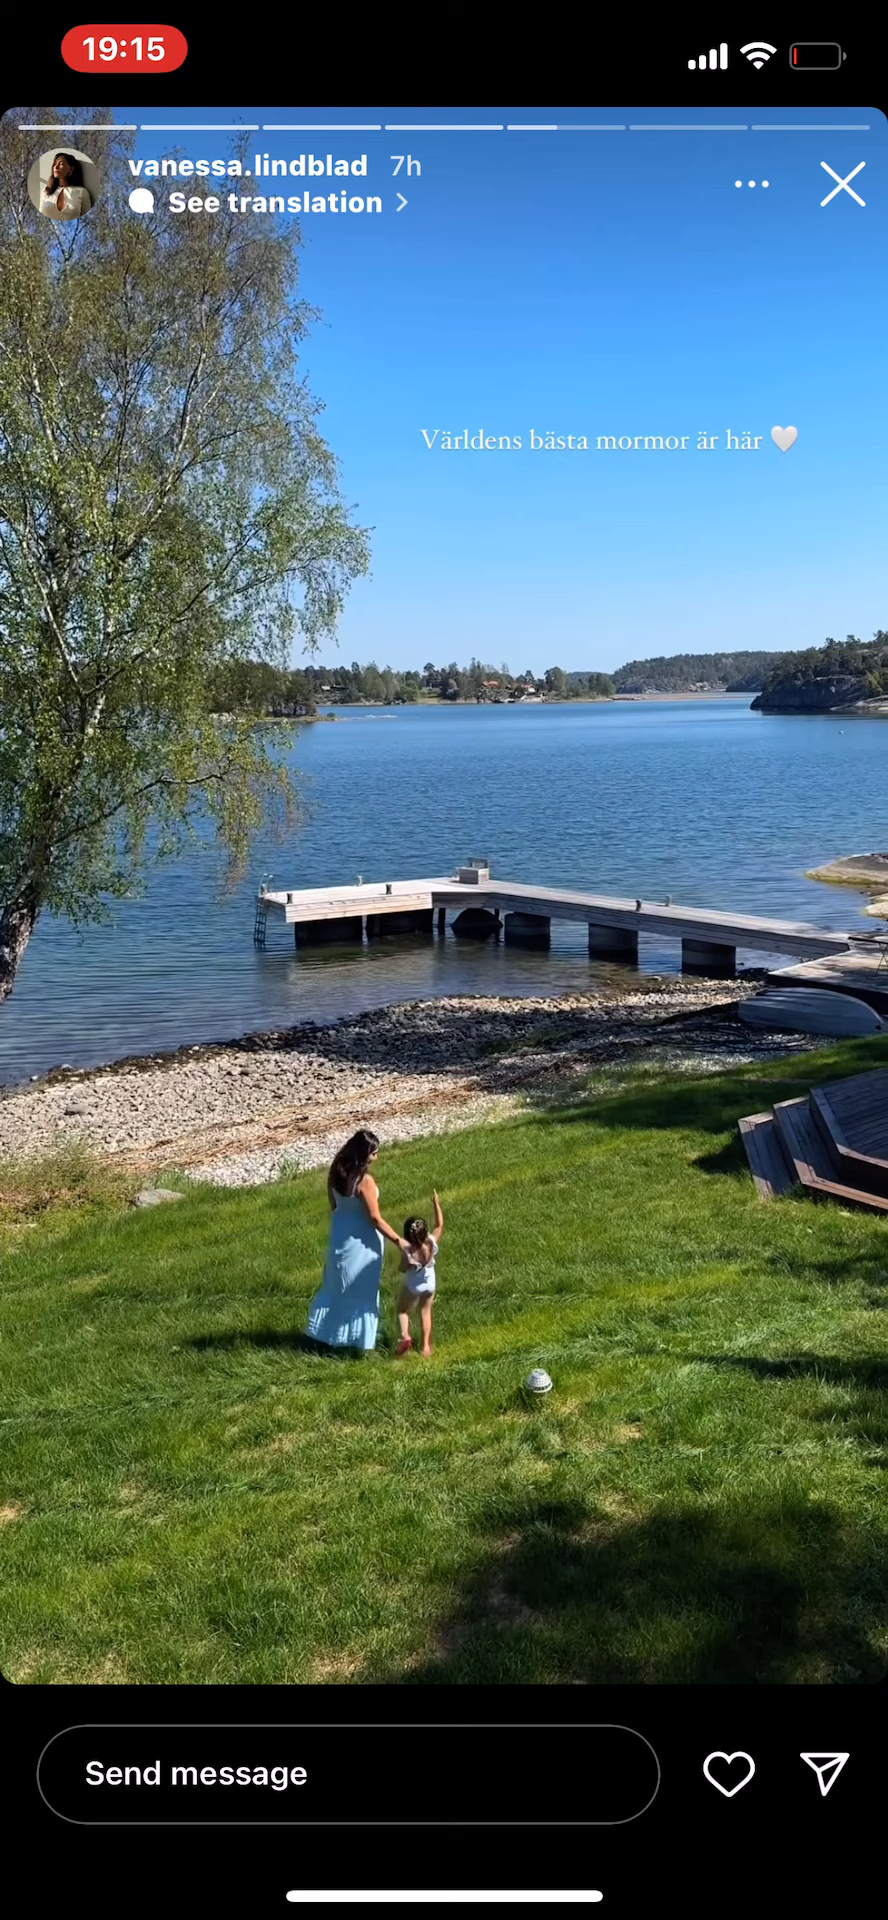 19:15
vanessa.lindblad 7h
See translation
Världens bästa mormor är här 🤍
Send message